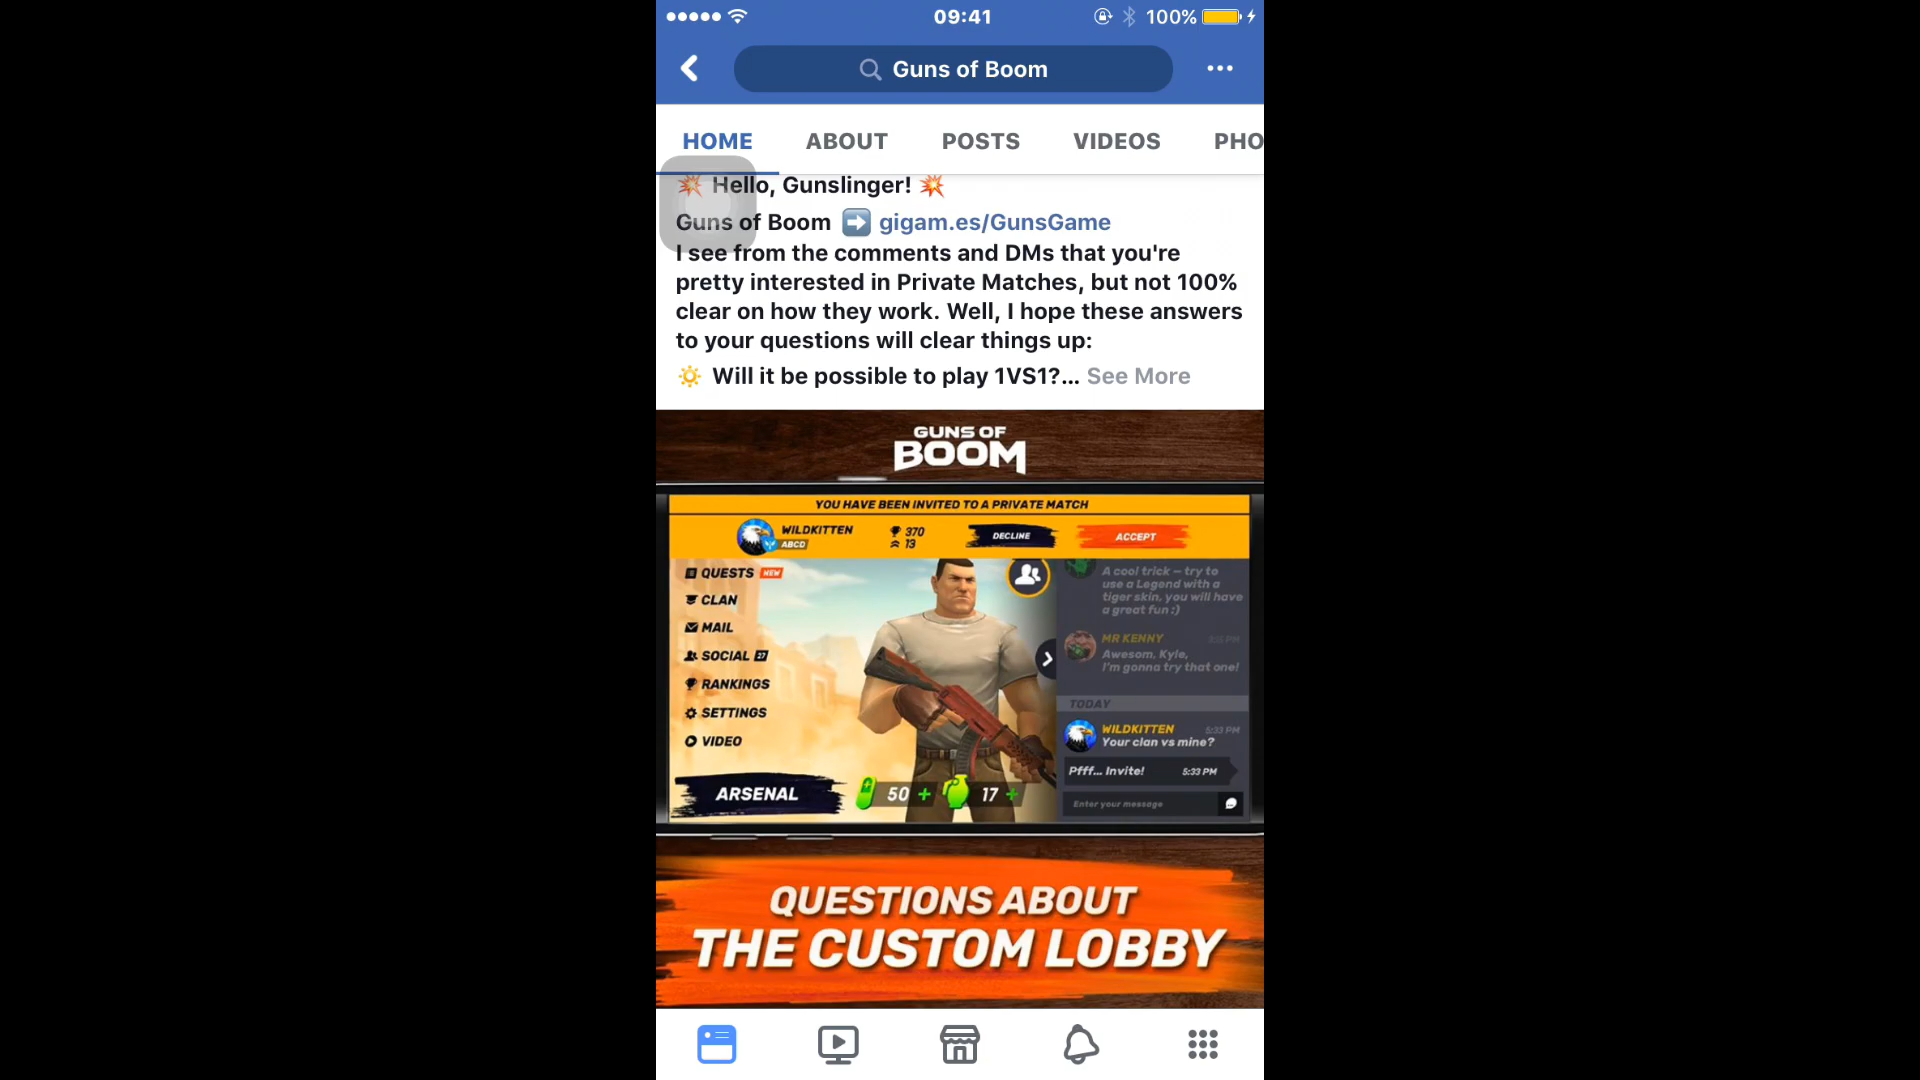 09:41
100%
Guns of Boom
HOME ABOUT POSTS VIDEOS PHO
💥 Hello, Gunslinger! 💥
Guns of Boom ➡️ gigam.es/GunsGame
I see from the comments and DMs that you're
pretty interested in Private Matches, but not 100%
clear on how they work. Well, I hope these answers
to your questions will clear things up:
🔅 Will it be possible to play 1VS1?... See More
GUNS OF
BOOM
YOU HAVE BEEN INVITED TO A PRIVATE MATCH
WILDKITTEN
ABCD
370
13
DECLINE
ACCEPT
QUESTS NEW
CLAN
MAIL
SOCIAL 27
RANKINGS
SETTINGS
VIDEO
ARSENAL
50 +
17 +
A cool trick – try to
use a Legend with a
tiger skin, you will have
a great fun :)
MR KENNY
Awesom, Kyle,
I'm gonna try that one!
TODAY
WILDKITTEN 5:33 PM
Your clan vs mine?
Pfff... Invite! 5:33 PM
Enter your message
QUESTIONS ABOUT
THE CUSTOM LOBBY